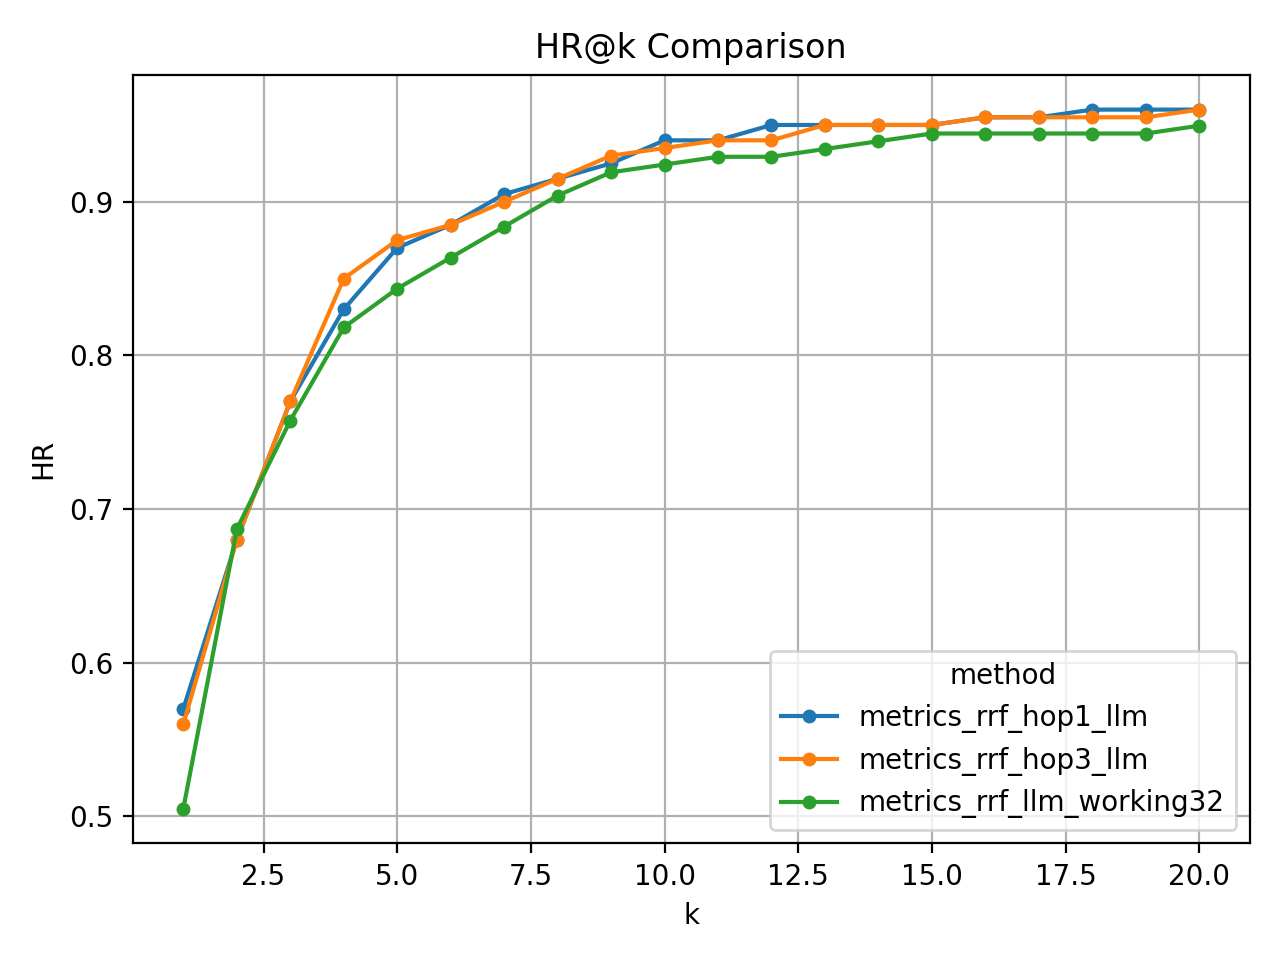 HR@k Comparison
HR
0.9
0.8
0.7
0.6
0.5
method
metrics_rrf_hop1_llm
metrics_rrf_hop3_llm
metrics_rrf_llm_working32
2.5 5.0 7.5 10.0 12.5 15.0 17.5 20.0
k